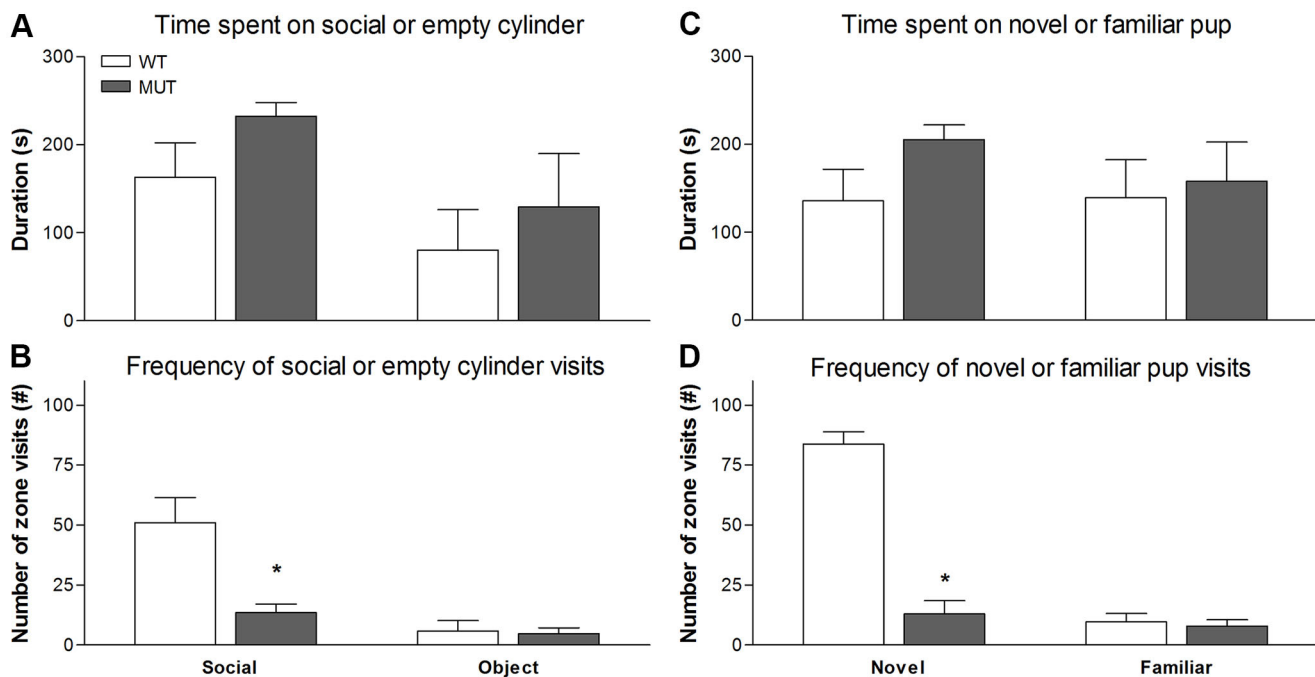 A
Time spent on social or empty cylinder
300
200
100
0
Duration (s)
WT
MUT
C
Time spent on novel or familiar pup
300
200
100
0
Duration (s)
B
Frequency of social or empty cylinder visits
100
75
50
25
0
Number of zone visits (#)
*
Social
Object
D
Frequency of novel or familiar pup visits
100
75
50
25
0
Number of zone visits (#)
*
Novel
Familiar